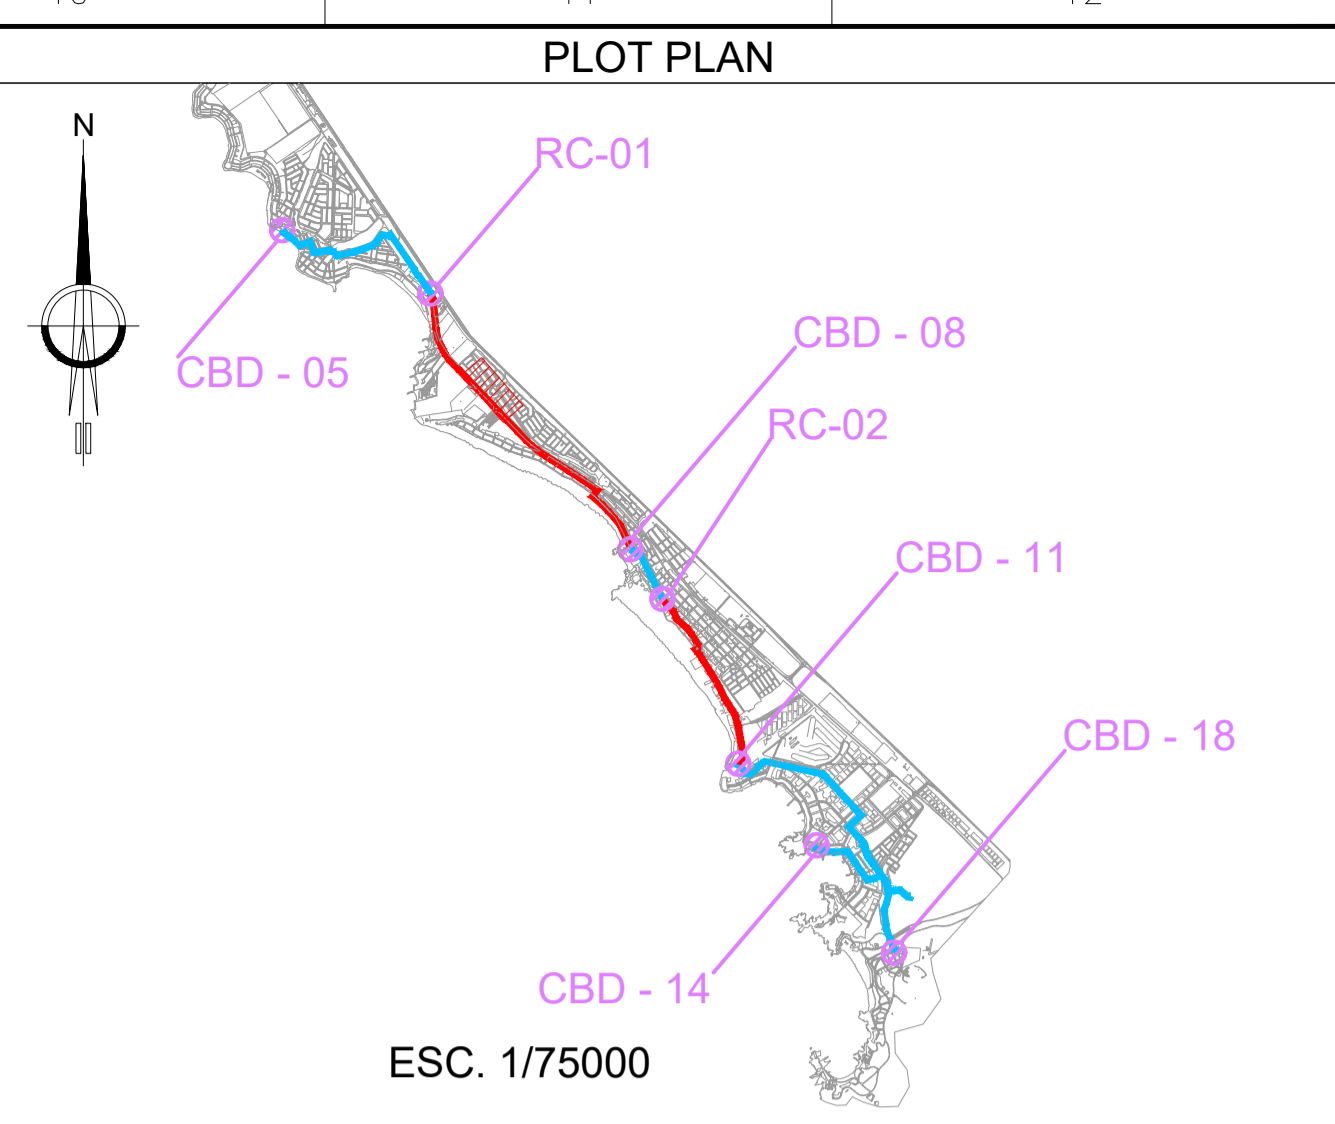 PLOT PLAN
N
RC-01
CBD - 08
CBD - 05
RC-02
CBD - 11
CBD - 18
CBD - 14
ESC. 1/75000